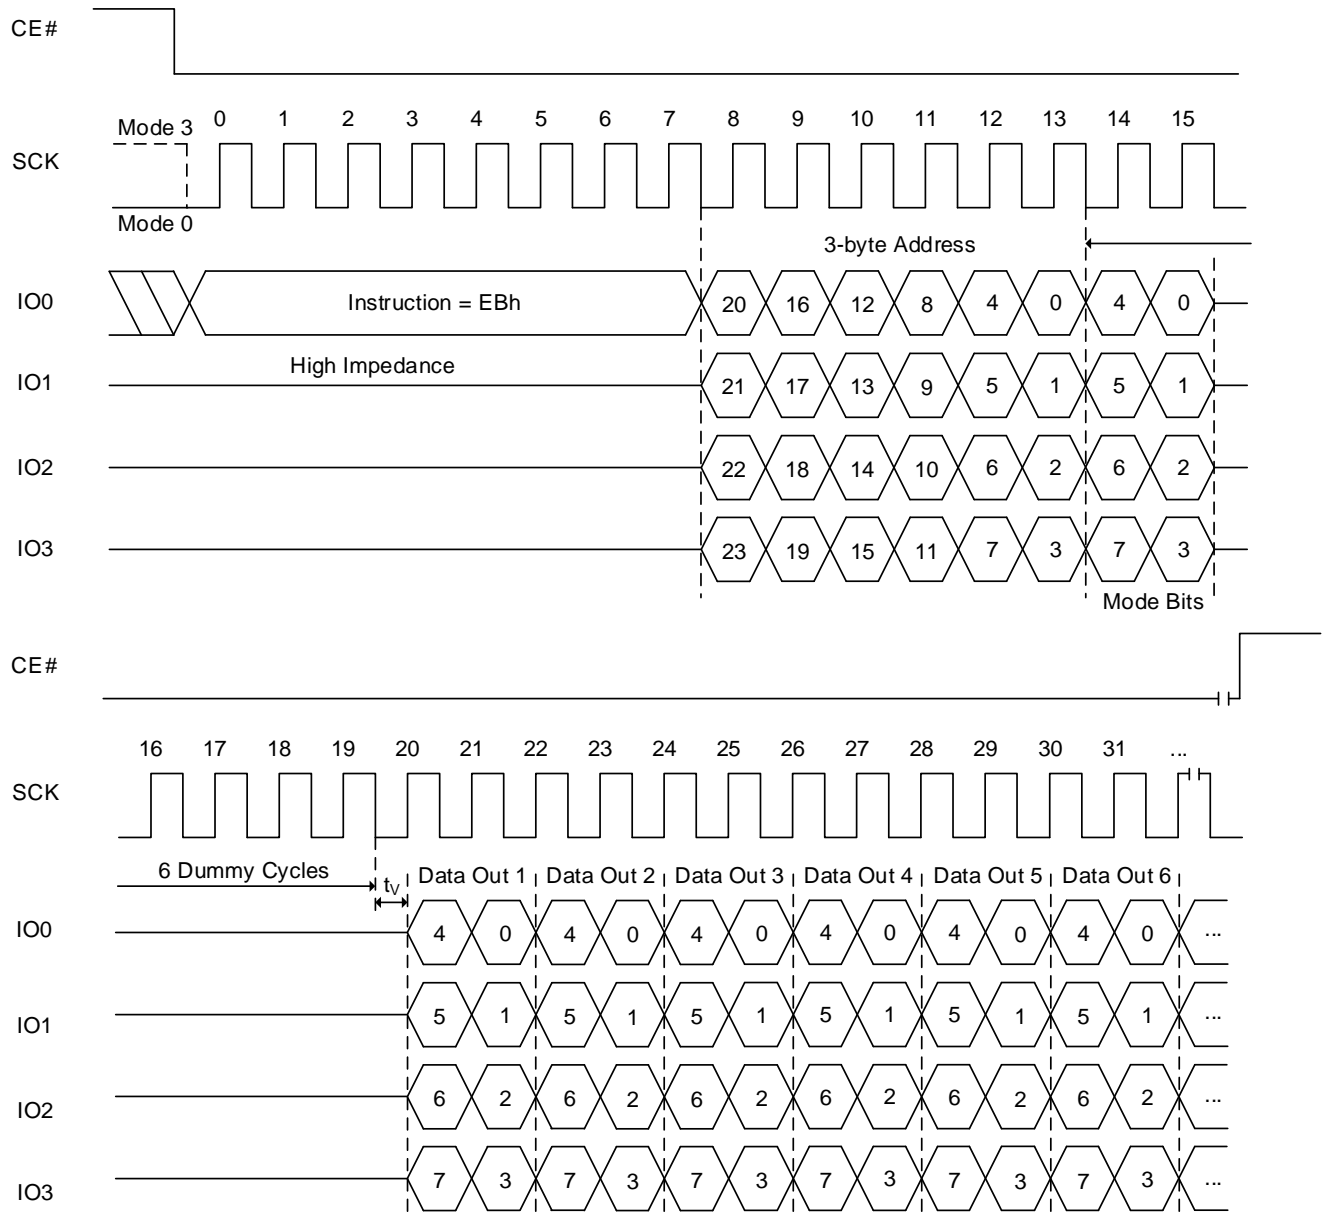 CE#
Mode 3 0 1 2 3 4 5 6 7 8 9 10 11 12 13 14 15
SCK
Mode 0
3-byte Address
IO0 Instruction = EBh 20 16 12 8 4 0 4 0
High Impedance
IO1 21 17 13 9 5 1 5 1
IO2 22 18 14 10 6 2 6 2
IO3 23 19 15 11 7 3 7 3
Mode Bits
CE#
16 17 18 19 20 21 22 23 24 25 26 27 28 29 30 31 ...
SCK
6 Dummy Cycles tV Data Out 1 Data Out 2 Data Out 3 Data Out 4 Data Out 5 Data Out 6
IO0 4 0 4 0 4 0 4 0 4 0 4 0 ...
IO1 5 1 5 1 5 1 5 1 5 1 5 1 ...
IO2 6 2 6 2 6 2 6 2 6 2 6 2 ...
IO3 7 3 7 3 7 3 7 3 7 3 7 3 ...